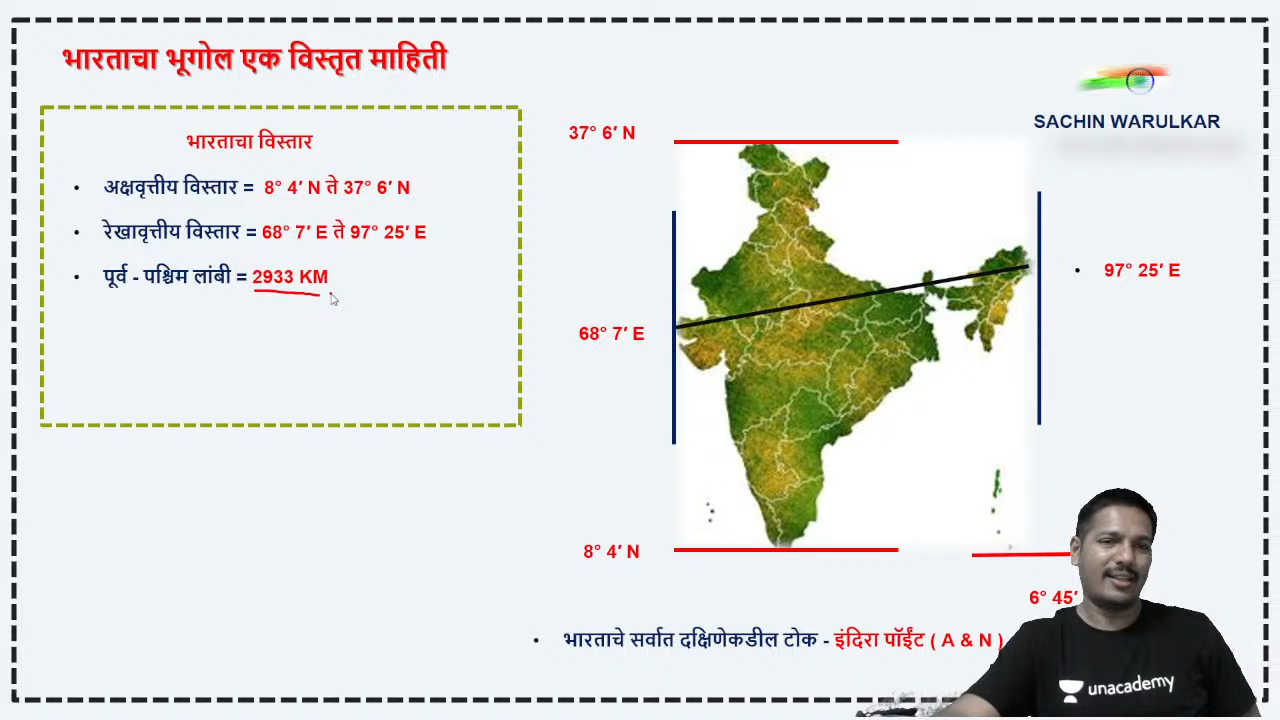 भारताचा भूगोल एक विस्तृत माहिती
SACHIN WARULKAR
भारताचा विस्तार
• अक्षवृत्तीय विस्तार = 8° 4′ N ते 37° 6′ N
• रेखावृत्तीय विस्तार = 68° 7′ E ते 97° 25′ E
• पूर्व - पश्चिम लांबी = 2933 KM
37° 6′ N
• 97° 25′ E
68° 7′ E
8° 4′ N
6° 45′
• भारताचे सर्वात दक्षिणेकडील टोक - इंदिरा पॉईंट ( A & N )
unacademy